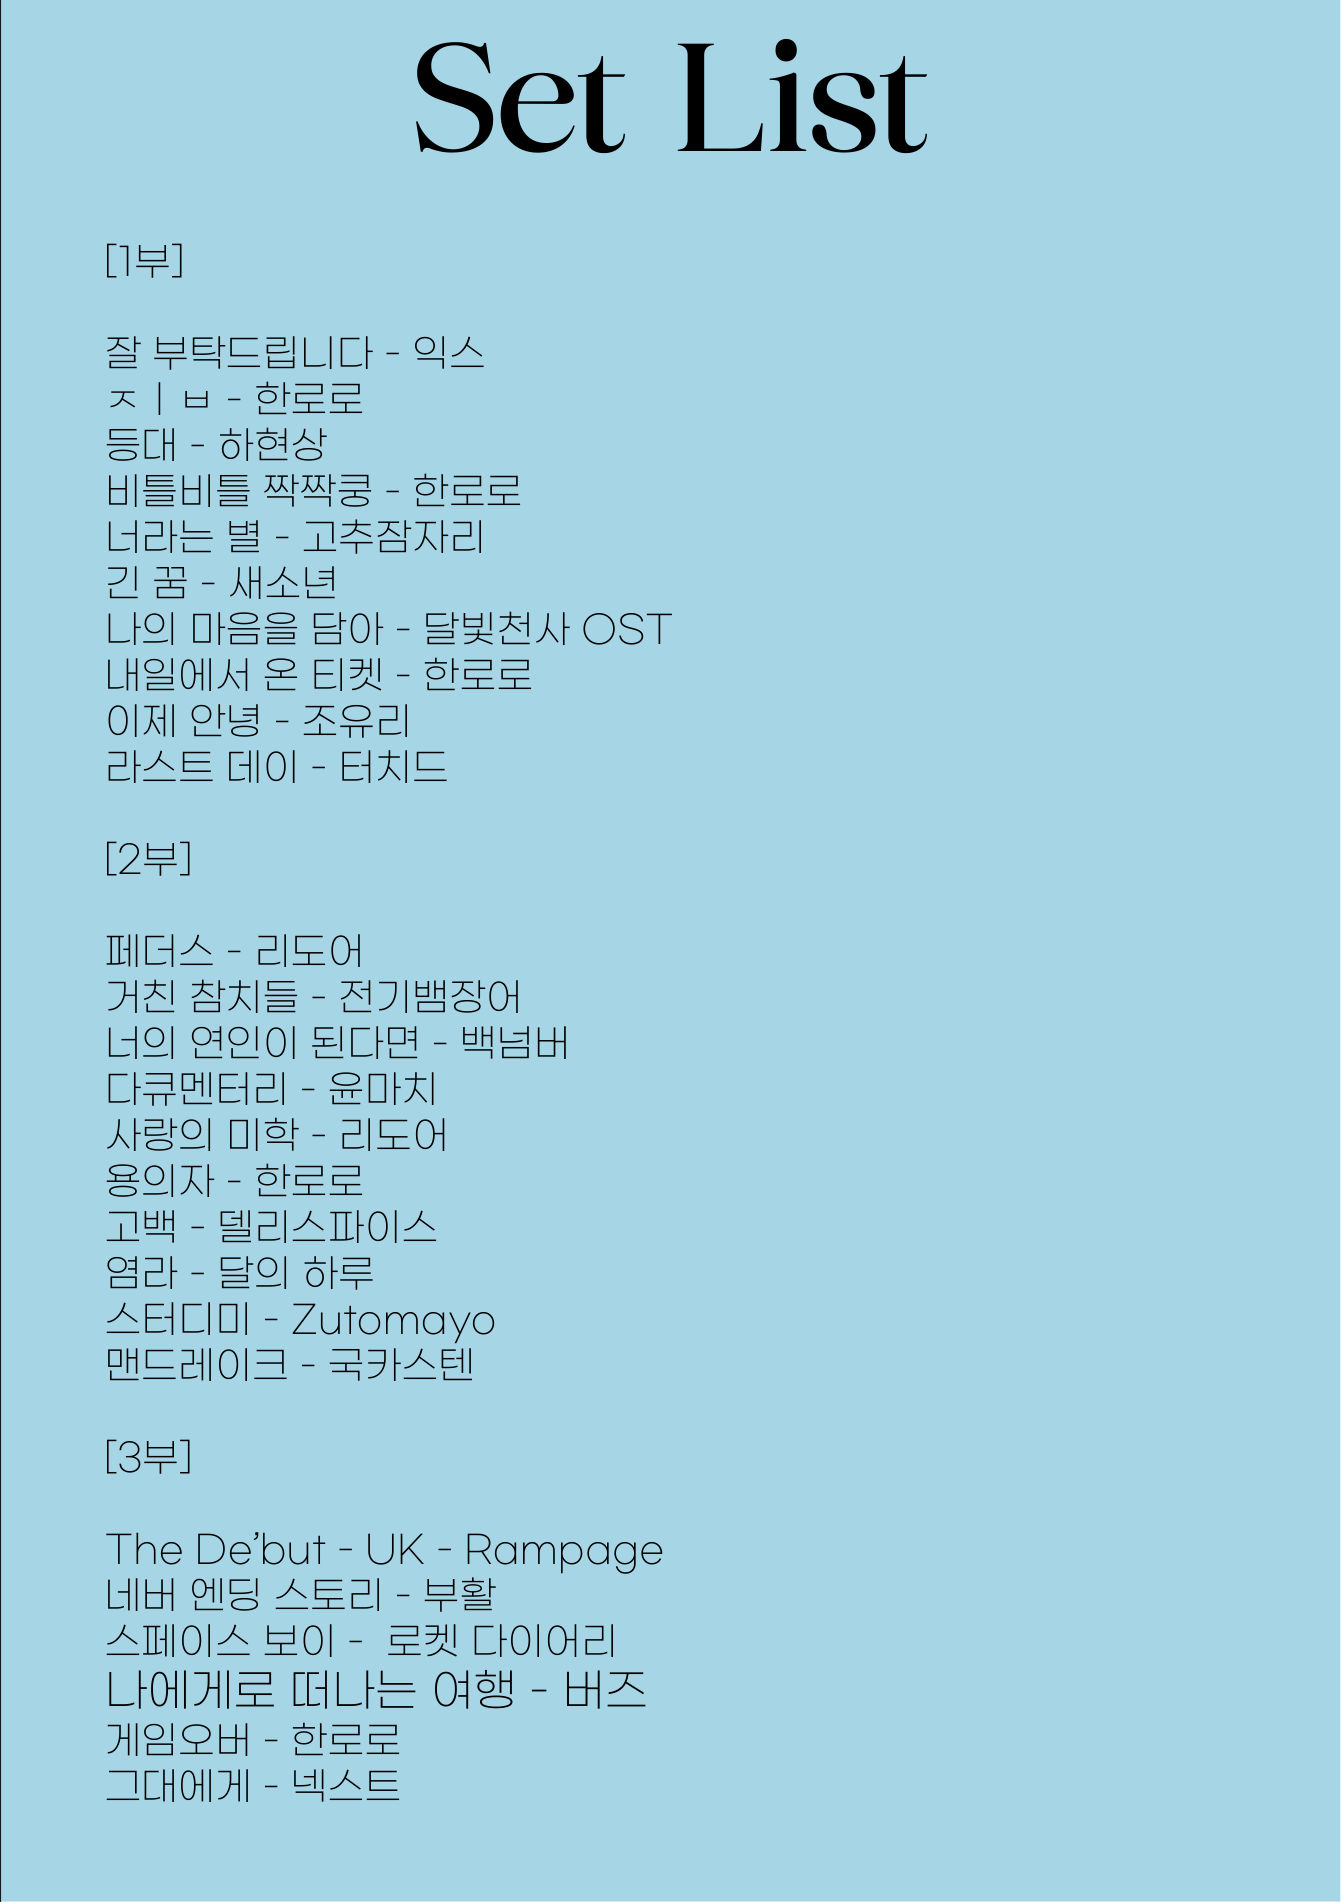 Set List
[1부]
잘 부탁드립니다 - 익스
ㅈㅣㅂ - 한로로
등대 - 하현상
비틀비틀 짝짝쿵 - 한로로
너라는 별 - 고추잠자리
긴 꿈 - 새소년
나의 마음을 담아 - 달빛천사 OST
내일에서 온 티켓 - 한로로
이제 안녕 - 조유리
라스트 데이 - 터치드
[2부]
페더스 - 리도어
거친 참치들 - 전기뱀장어
너의 연인이 된다면 - 백넘버
다큐멘터리 - 윤마치
사랑의 미학 - 리도어
용의자 - 한로로
고백 - 델리스파이스
염라 - 달의 하루
스터디미 - Zutomayo
맨드레이크 - 국카스텐
[3부]
The De’but - UK - Rampage
네버 엔딩 스토리 - 부활
스페이스 보이 -  로켓 다이어리
나에게로 떠나는 여행 - 버즈
게임오버 - 한로로
그대에게 - 넥스트